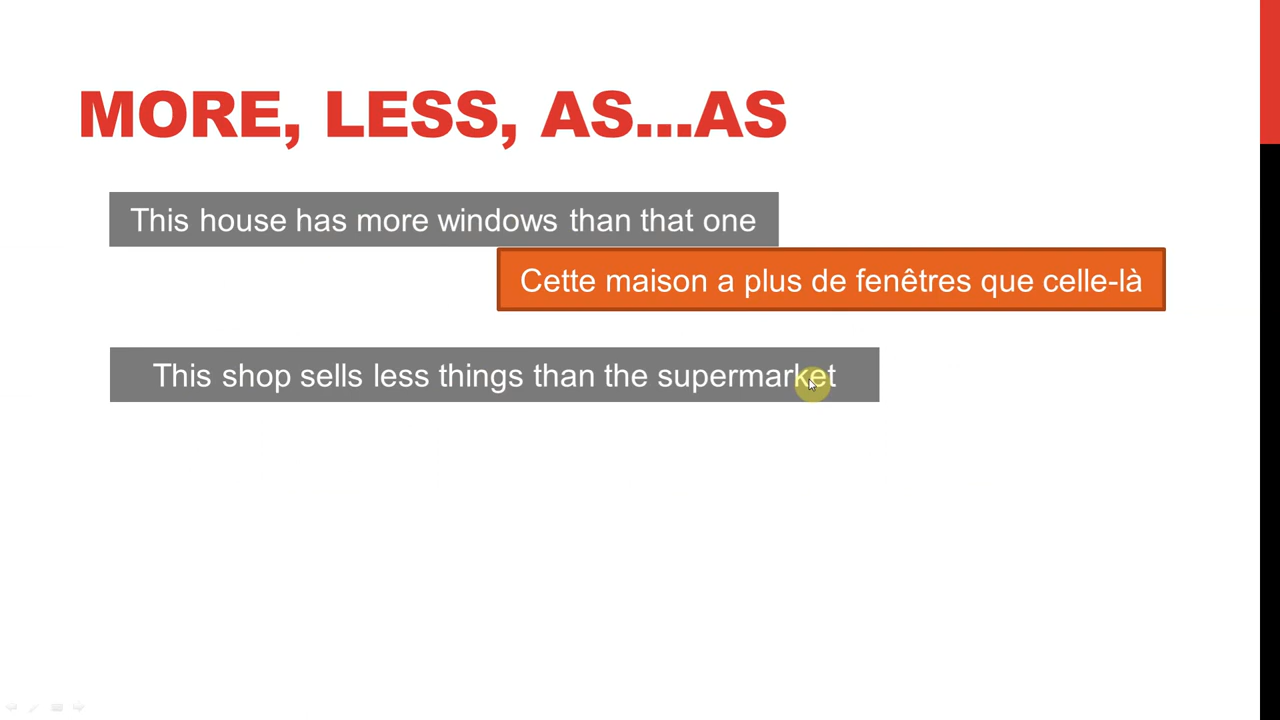 MORE, LESS, AS...AS
This house has more windows than that one
Cette maison a plus de fenêtres que celle-là
This shop sells less things than the supermarket